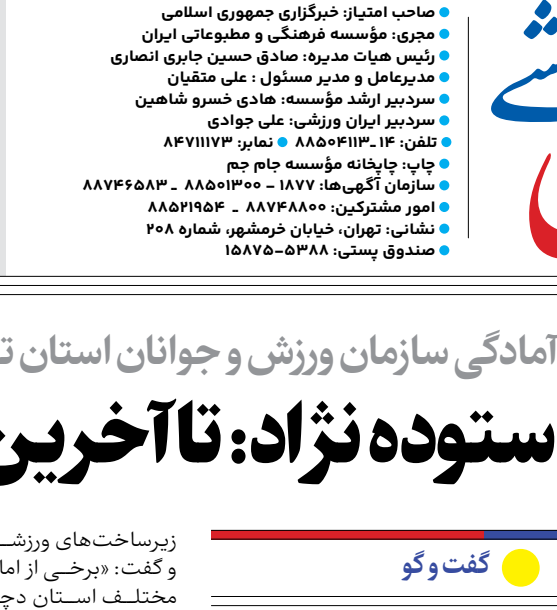 ● صاحب امتیاز: خبرگزاری جمهوری اسلامی
● مجری: مؤسسه فرهنگی و مطبوعاتی ایران
● رئیس هیات مدیره: صادق حسین جابری انصاری
● مدیرعامل و مدیر مسئول : علی متقیان
● سردبیر ارشد مؤسسه: هادی خسرو شاهین
● سردبیر ایران ورزشی: علی جوادی
● تلفن: ۱۴ ـ۸۸۵۰۴۱۱۳ ● نمابر: ۸۴۷۱۱۱۷۳
● چاپ: چاپخانه مؤسسه جام جم
● سازمان آگهی‌ها: ۱۸۷۷ – ۸۸۵۰۱۳۰۰ ـ ۸۸۷۴۶۵۸۳
● امور مشترکین: ۸۸۷۴۸۸۰۰ ـ ۸۸۵۲۱۹۵۴
● نشانی: تهران، خیابان خرمشهر، شماره ۲۰۸
● صندوق پستی: ۵۳۸۸–۱۵۸۷۵
آمادگی سازمان ورزش و جوانان استان
ستوده نژاد: تا آخرین
گفت و گو
زیرساخت‌های
و گفت: «برخی از
مختلف استان